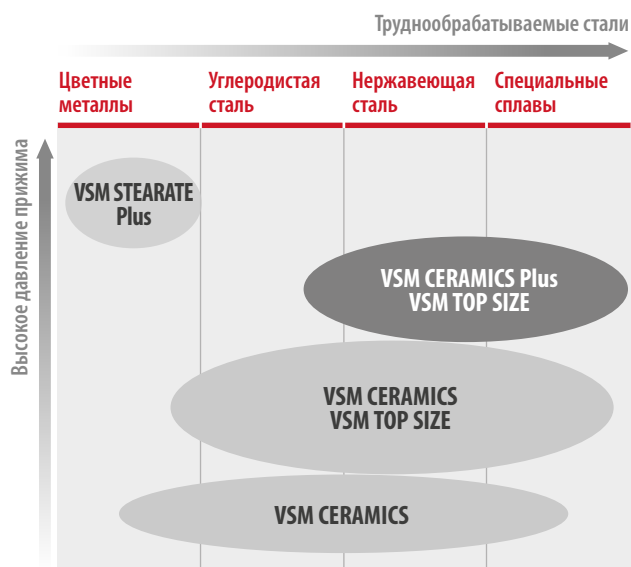 Труднообрабатываемые стали
Цветные
металлы
Углеродистая
сталь
Нержавеющая
сталь
Специальные
сплавы
Высокое давление прижима
VSM STEARATE
Plus
VSM CERAMICS Plus
VSM TOP SIZE
VSM CERAMICS
VSM TOP SIZE
VSM CERAMICS